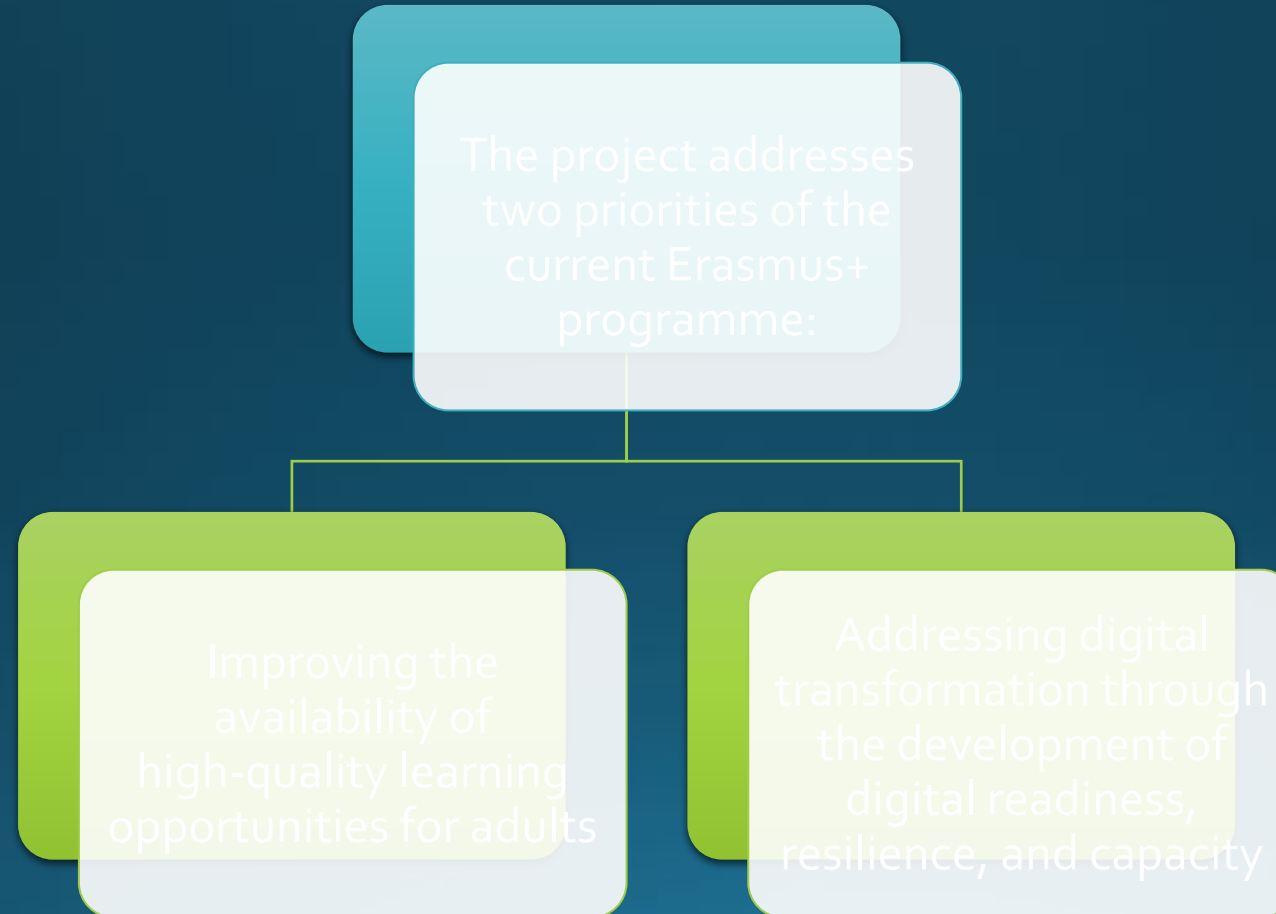 The project addresses
two priorities of the
current Erasmus+
programme:
Improving the
availability of
high-quality learning
opportunities for adults
Addressing digital
transformation through
the development of
digital readiness,
resilience, and capacity